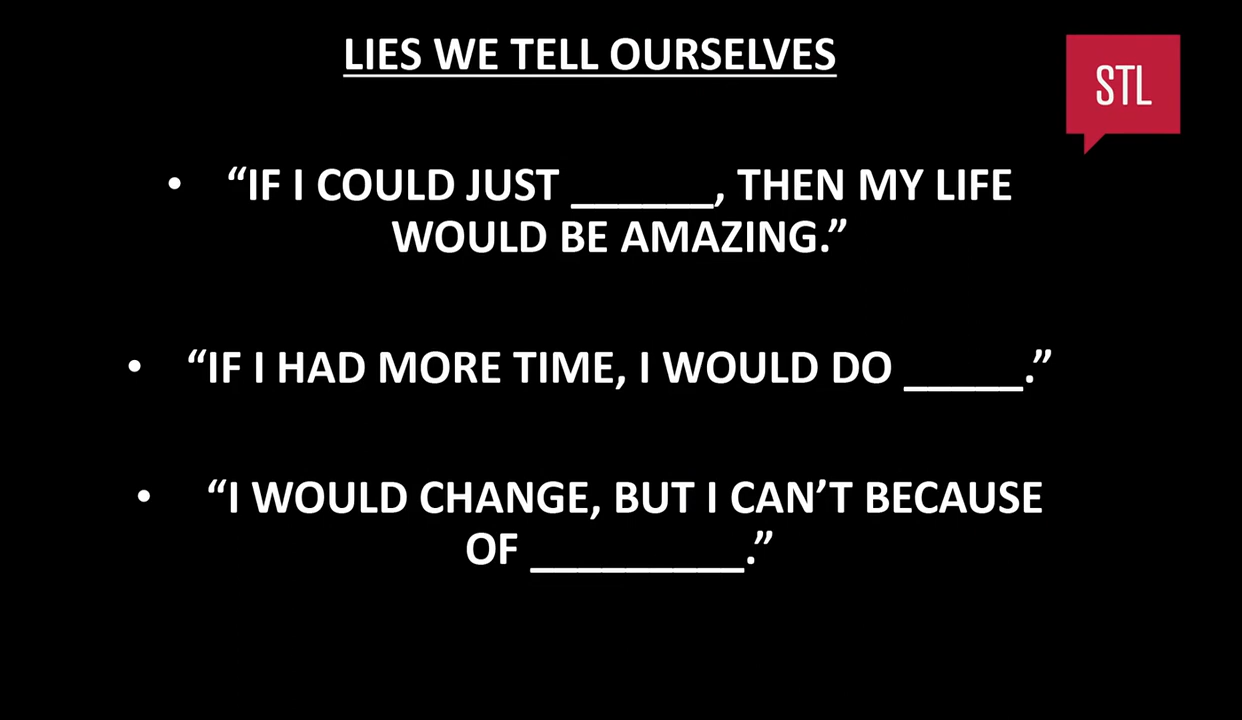 LIES WE TELL OURSELVES
STL
• “IF I COULD JUST ______, THEN MY LIFE
WOULD BE AMAZING.”
• “IF I HAD MORE TIME, I WOULD DO _____.”
• “I WOULD CHANGE, BUT I CAN’T BECAUSE
OF _________.”